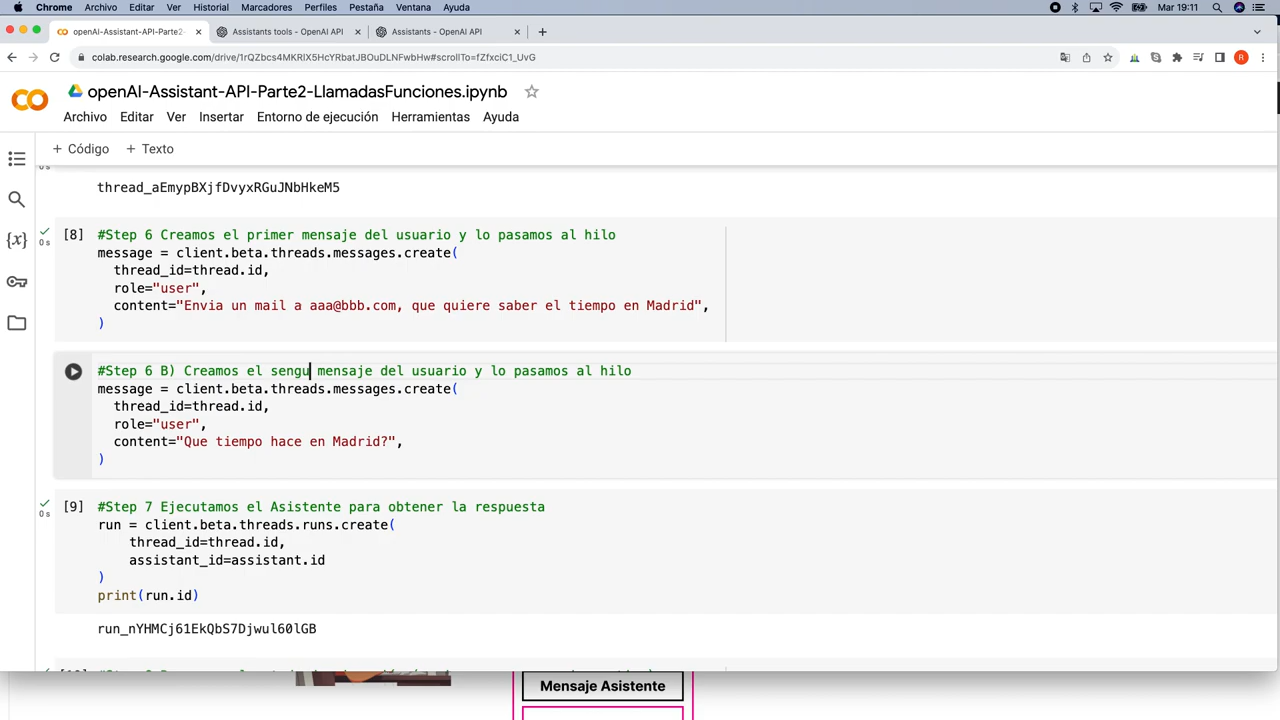 Chrome Archivo Editar Ver Historial Marcadores Perfiles Pestaña Ventana Ayuda Mar 19:11
openAI-Assistant-API-Parte2- Assistants tools - OpenAI API Assistants - OpenAI API
colab.research.google.com/drive/1rQZbcs4MKRIX5HcYRbatJBOuDLNFwbHw#scrollTo=fZfxciC1_UvG
openAI-Assistant-API-Parte2-LlamadasFunciones.ipynb
Archivo Editar Ver Insertar Entorno de ejecución Herramientas Ayuda
+ Código + Texto
0 s
thread_aEmypBXjfDvyxRGuJNbHkeM5
[8] #Step 6 Creamos el primer mensaje del usuario y lo pasamos al hilo
0 s
message = client.beta.threads.messages.create(
thread_id=thread.id,
role="user",
content="Envia un mail a aaa@bbb.com, que quiere saber el tiempo en Madrid",
)
#Step 6 B) Creamos el sengu mensaje del usuario y lo pasamos al hilo
message = client.beta.threads.messages.create(
thread_id=thread.id,
role="user",
content="Que tiempo hace en Madrid?",
)
[9] #Step 7 Ejecutamos el Asistente para obtener la respuesta
0 s
run = client.beta.threads.runs.create(
thread_id=thread.id,
assistant_id=assistant.id
)
print(run.id)
run_nYHMCj61EkQbS7Djwul60lGB
Mensaje Asistente